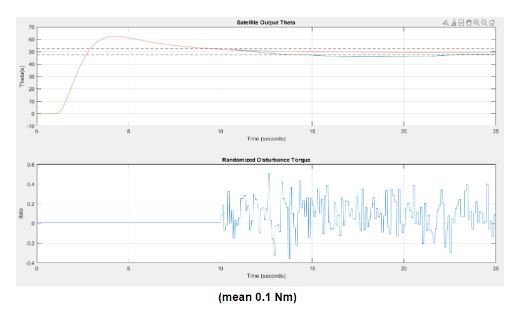 Satellite Output Theta
70
60
50
40
30
20
10
0
-10
Theta(s)
0 5 10 15 20 25
Time (seconds)
Randomized Disturbance Torque
0.6
0.4
0.2
0
-0.2
-0.4
data
0 5 10 15 20 25
Time (seconds)
(mean 0.1 Nm)